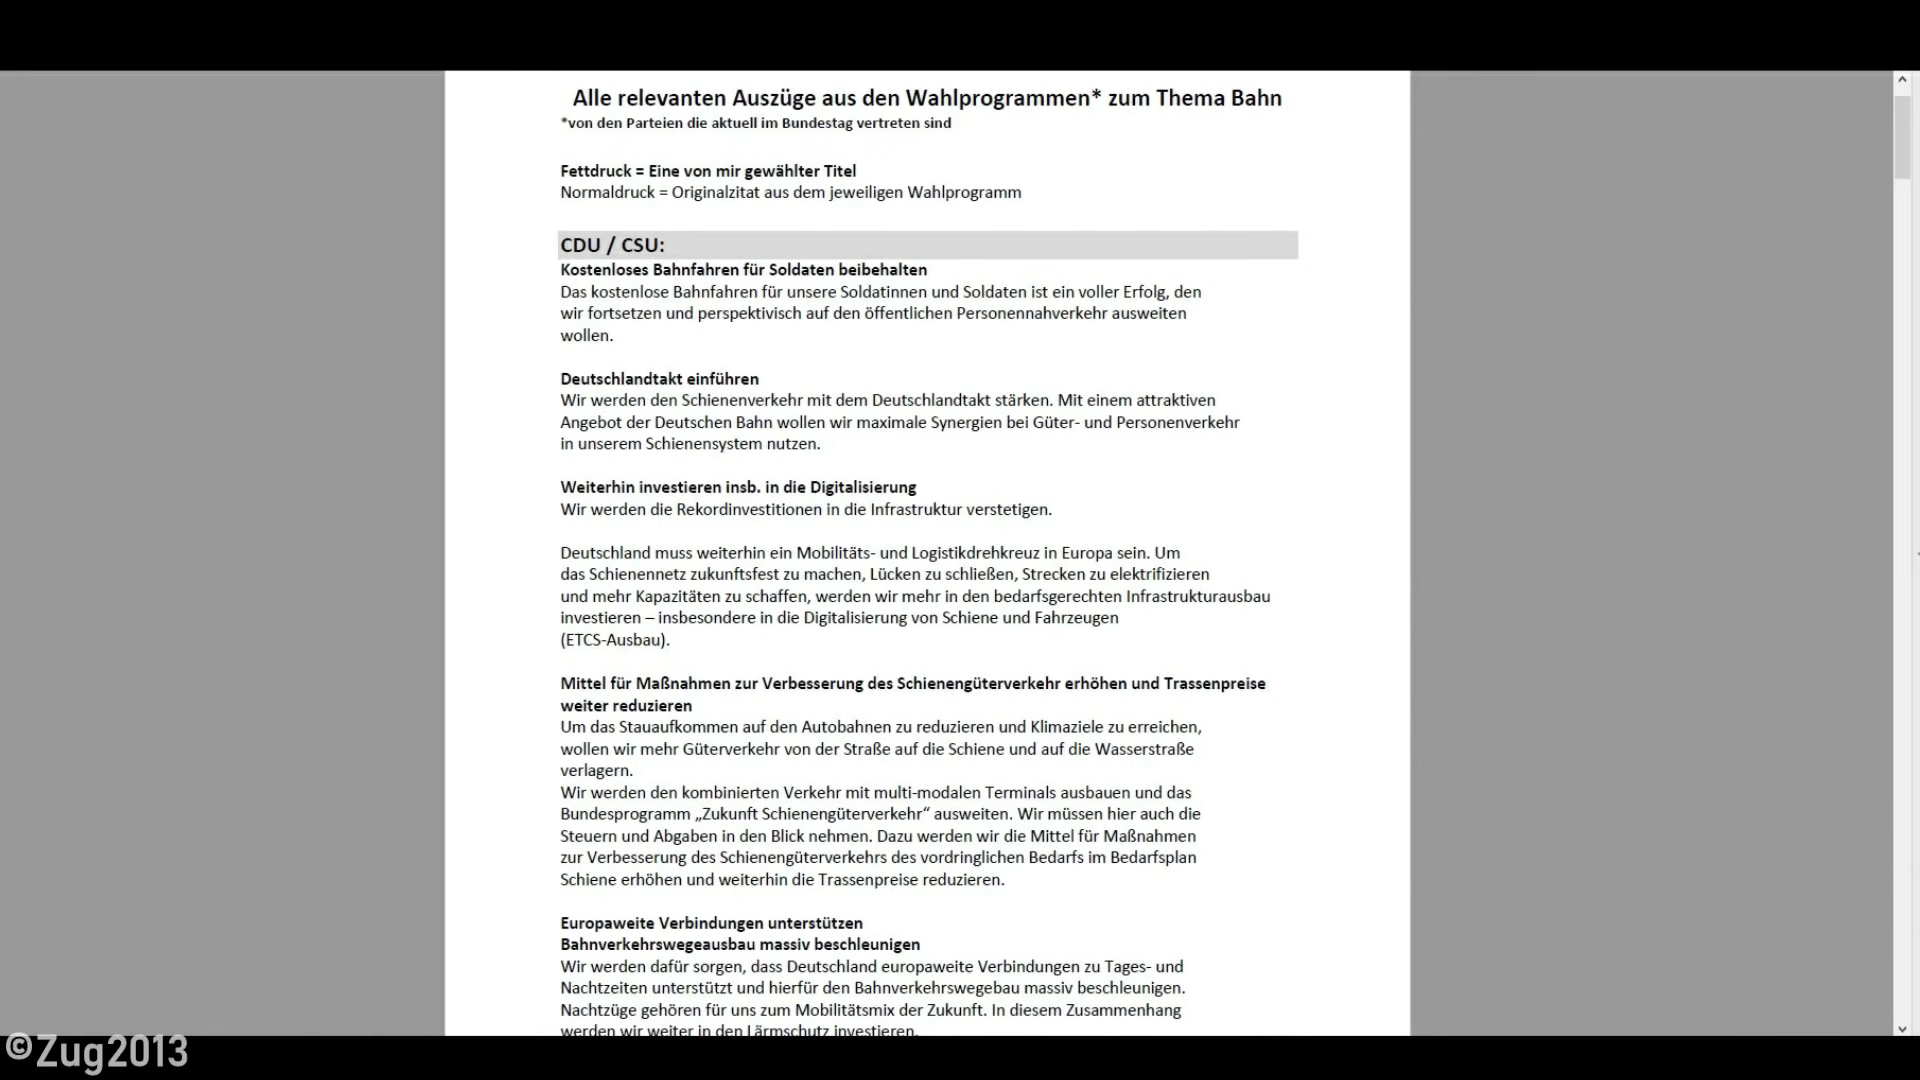 Alle relevanten Auszüge aus den Wahlprogrammen* zum Thema Bahn
*von den Parteien die aktuell im Bundestag vertreten sind
Fettdruck = Eine von mir gewählter Titel
Normaldruck = Originalzitat aus dem jeweiligen Wahlprogramm
CDU / CSU:
Kostenloses Bahnfahren für Soldaten beibehalten
Das kostenlose Bahnfahren für unsere Soldatinnen und Soldaten ist ein voller Erfolg, den
wir fortsetzen und perspektivisch auf den öffentlichen Personennahverkehr ausweiten
wollen.
Deutschlandtakt einführen
Wir werden den Schienenverkehr mit dem Deutschlandtakt stärken. Mit einem attraktiven
Angebot der Deutschen Bahn wollen wir maximale Synergien bei Güter- und Personenverkehr
in unserem Schienensystem nutzen.
Weiterhin investieren insb. in die Digitalisierung
Wir werden die Rekordinvestitionen in die Infrastruktur verstetigen.
Deutschland muss weiterhin ein Mobilitäts- und Logistikdrehkreuz in Europa sein. Um
das Schienennetz zukunftsfest zu machen, Lücken zu schließen, Strecken zu elektrifizieren
und mehr Kapazitäten zu schaffen, werden wir mehr in den bedarfsgerechten Infrastrukturausbau
investieren – insbesondere in die Digitalisierung von Schiene und Fahrzeugen
(ETCS-Ausbau).
Mittel für Maßnahmen zur Verbesserung des Schienengüterverkehr erhöhen und Trassenpreise
weiter reduzieren
Um das Stauaufkommen auf den Autobahnen zu reduzieren und Klimaziele zu erreichen,
wollen wir mehr Güterverkehr von der Straße auf die Schiene und auf die Wasserstraße
verlagern.
Wir werden den kombinierten Verkehr mit multi-modalen Terminals ausbauen und das
Bundesprogramm „Zukunft Schienengüterverkehr“ ausweiten. Wir müssen hier auch die
Steuern und Abgaben in den Blick nehmen. Dazu werden wir die Mittel für Maßnahmen
zur Verbesserung des Schienengüterverkehrs des vordringlichen Bedarfs im Bedarfsplan
Schiene erhöhen und weiterhin die Trassenpreise reduzieren.
Europaweite Verbindungen unterstützen
Bahnverkehrswegeausbau massiv beschleunigen
Wir werden dafür sorgen, dass Deutschland europaweite Verbindungen zu Tages- und
Nachtzeiten unterstützt und hierfür den Bahnverkehrswegebau massiv beschleunigen.
Nachtzüge gehören für uns zum Mobilitätsmix der Zukunft. In diesem Zusammenhang
werden wir weiter in den Lärmschutz investieren.
©Zug2013